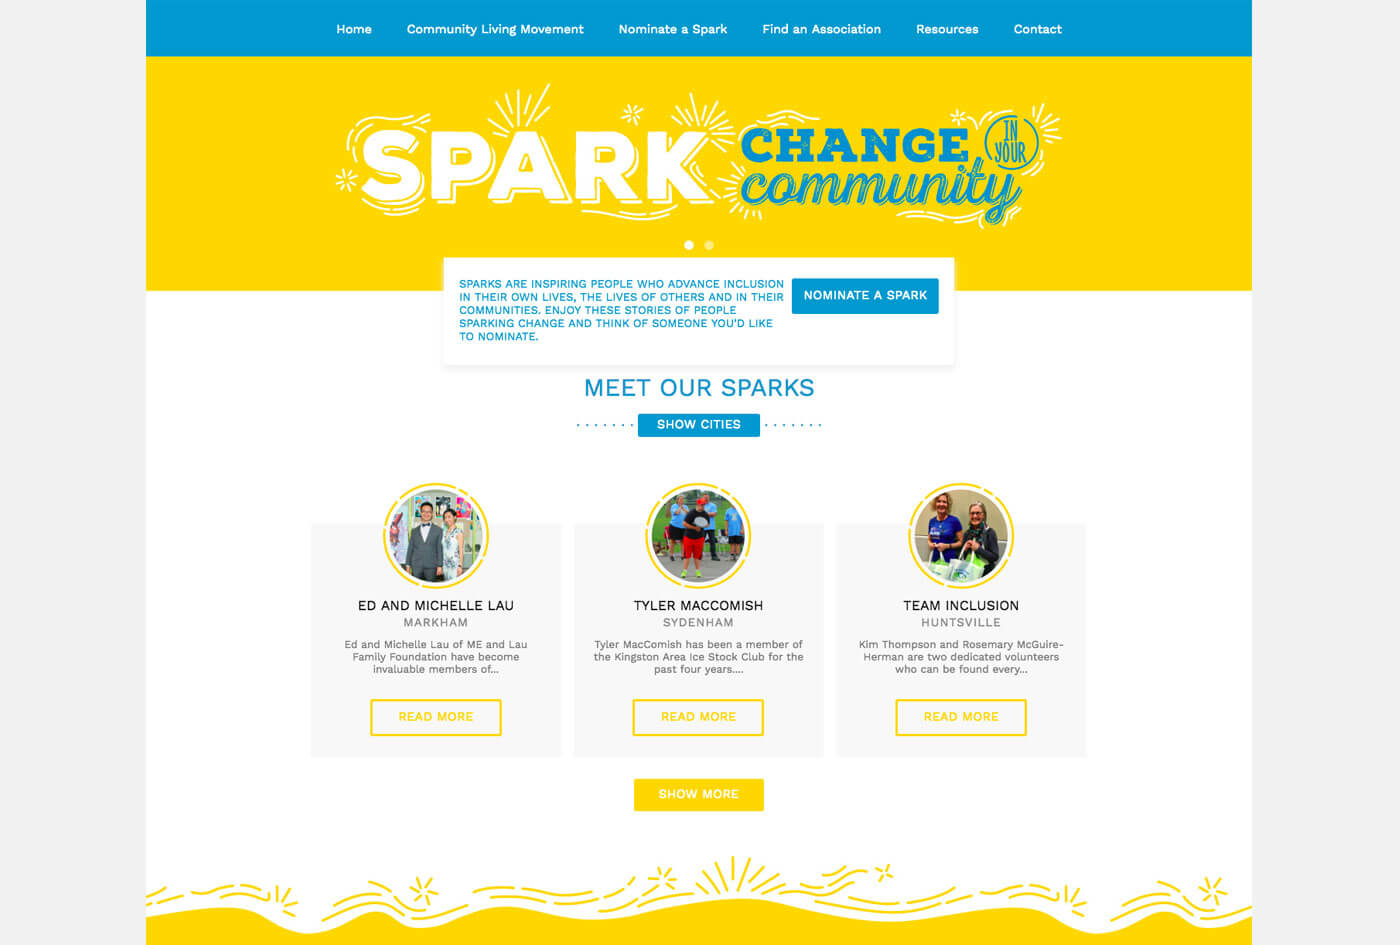 Home Community Living Movement Nominate a Spark Find an Association Resources Contact
SPARK CHANGE IN YOUR community
SPARKS ARE INSPIRING PEOPLE WHO ADVANCE INCLUSION
IN THEIR OWN LIVES, THE LIVES OF OTHERS AND IN THEIR
COMMUNITIES. ENJOY THESE STORIES OF PEOPLE
SPARKING CHANGE AND THINK OF SOMEONE YOU'D LIKE
TO NOMINATE.
NOMINATE A SPARK
MEET OUR SPARKS
SHOW CITIES
ED AND MICHELLE LAU
MARKHAM
Ed and Michelle Lau of ME and Lau
Family Foundation have become
invaluable members of...
READ MORE
TYLER MACCOMISH
SYDENHAM
Tyler MacComish has been a member of
the Kingston Area Ice Stock Club for the
past four years....
READ MORE
TEAM INCLUSION
HUNTSVILLE
Kim Thompson and Rosemary McGuire-
Herman are two dedicated volunteers
who can be found every...
READ MORE
SHOW MORE